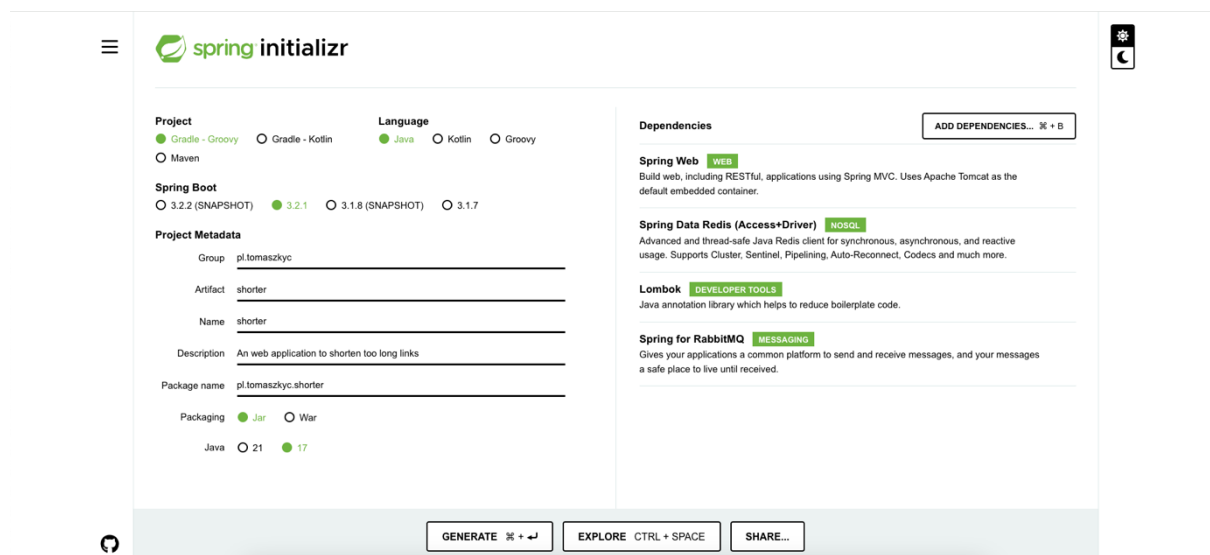 spring initializr
Project
Gradle - Groovy Gradle - Kotlin
Maven
Language
Java Kotlin Groovy
Spring Boot
3.2.2 (SNAPSHOT) 3.2.1 3.1.8 (SNAPSHOT) 3.1.7
Project Metadata
Group pl.tomaszkyc
Artifact shorter
Name shorter
Description An web application to shorten too long links
Package name pl.tomaszkyc.shorter
Packaging Jar War
Java 21 17
Dependencies
ADD DEPENDENCIES... ⌘ + B
Spring Web WEB
Build web, including RESTful, applications using Spring MVC. Uses Apache Tomcat as the
default embedded container.
Spring Data Redis (Access+Driver) NOSQL
Advanced and thread-safe Java Redis client for synchronous, asynchronous, and reactive
usage. Supports Cluster, Sentinel, Pipelining, Auto-Reconnect, Codecs and much more.
Lombok DEVELOPER TOOLS
Java annotation library which helps to reduce boilerplate code.
Spring for RabbitMQ MESSAGING
Gives your applications a common platform to send and receive messages, and your messages
a safe place to live until received.
GENERATE ⌘ + ↵
EXPLORE CTRL + SPACE
SHARE...